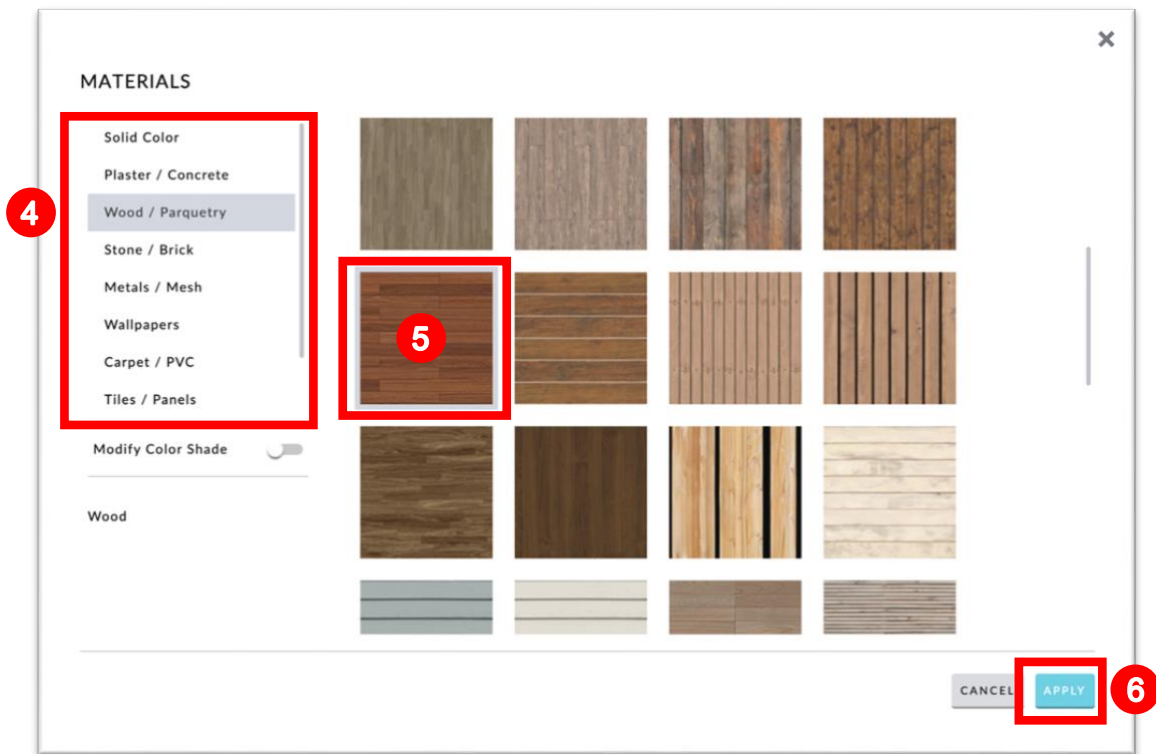 MATERIALS
Solid Color
Plaster / Concrete
4
Wood / Parquetry
Stone / Brick
Metals / Mesh
Wallpapers
Carpet / PVC
Tiles / Panels
5
Modify Color Shade
Wood
CANCEL
APPLY
6